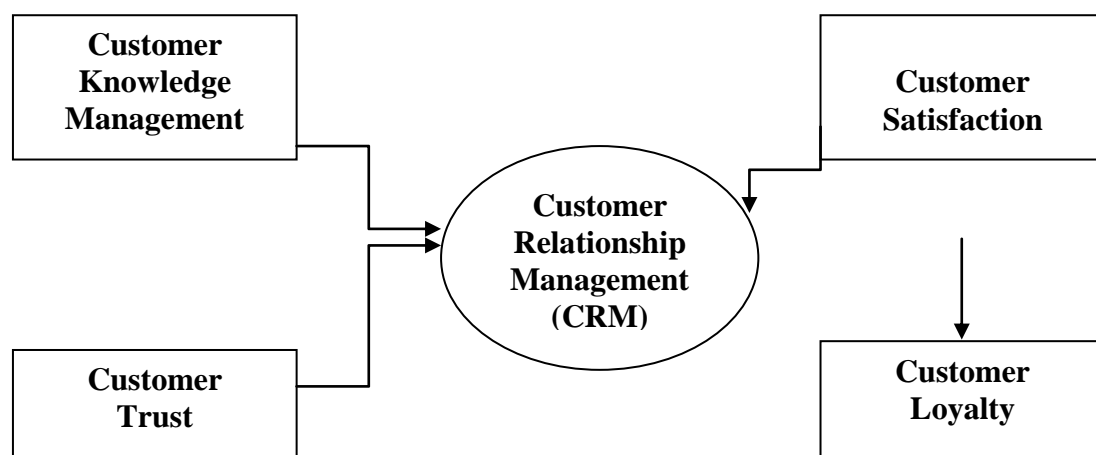 Customer
Knowledge
Management
Customer
Satisfaction
Customer
Relationship
Management
(CRM)
Customer
Trust
Customer
Loyalty